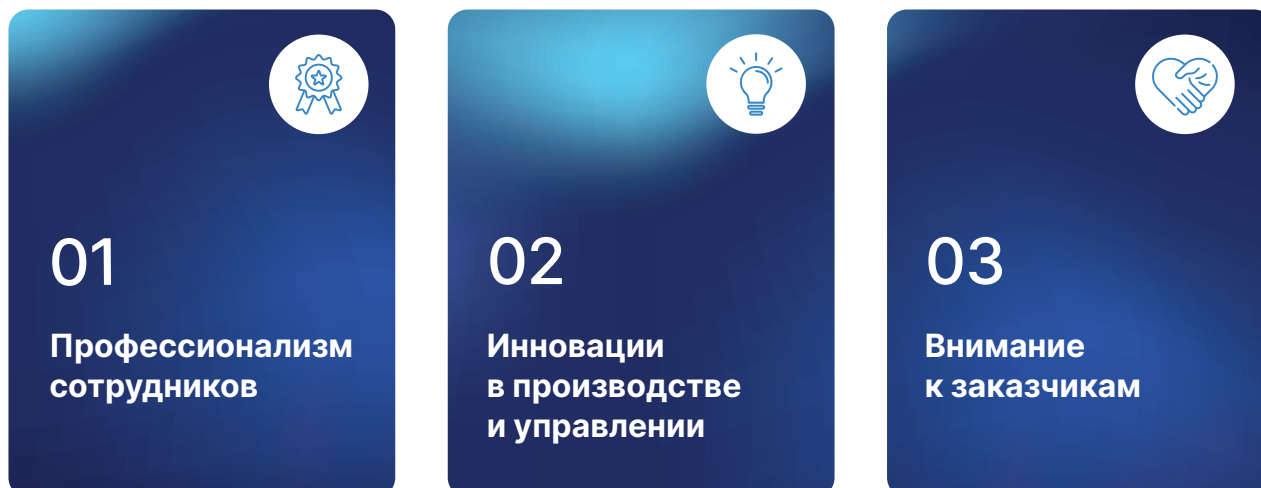 01
Профессионализм
сотрудников
02
Инновации
в производстве
и управлении
03
Внимание
к заказчикам